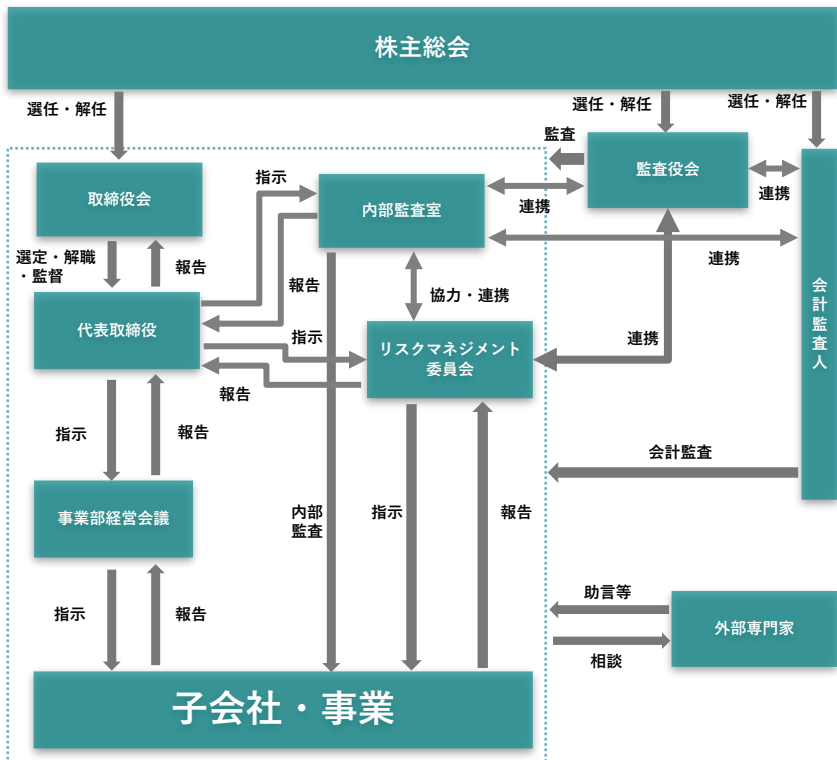 株主総会
選任・解任
選任・解任
選任・解任
監査
監査役会
連携
取締役会
指示
内部監査室
連携
連携
選定・解職
・監督
報告
報告
協力・連携
会計監査人
代表取締役
指示
リスクマネジメント
委員会
連携
報告
指示
報告
会計監査
事業部経営会議
内部
監査
指示
報告
指示
報告
助言等
外部専門家
相談
子会社・事業